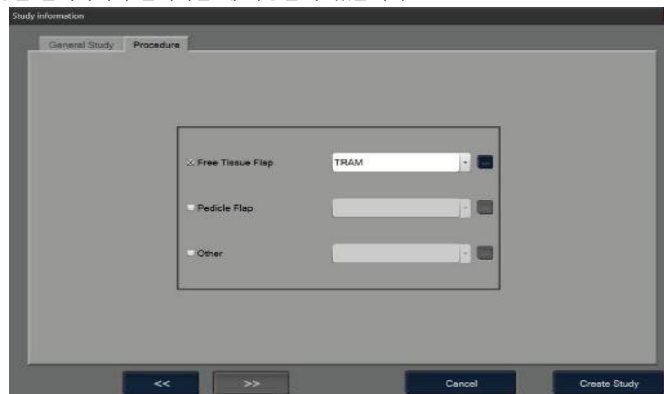 Study information
General Study Procedure
Free Tissue Flap TRAM
Pedicle Flap
Other
<< >> Cancel Create Study